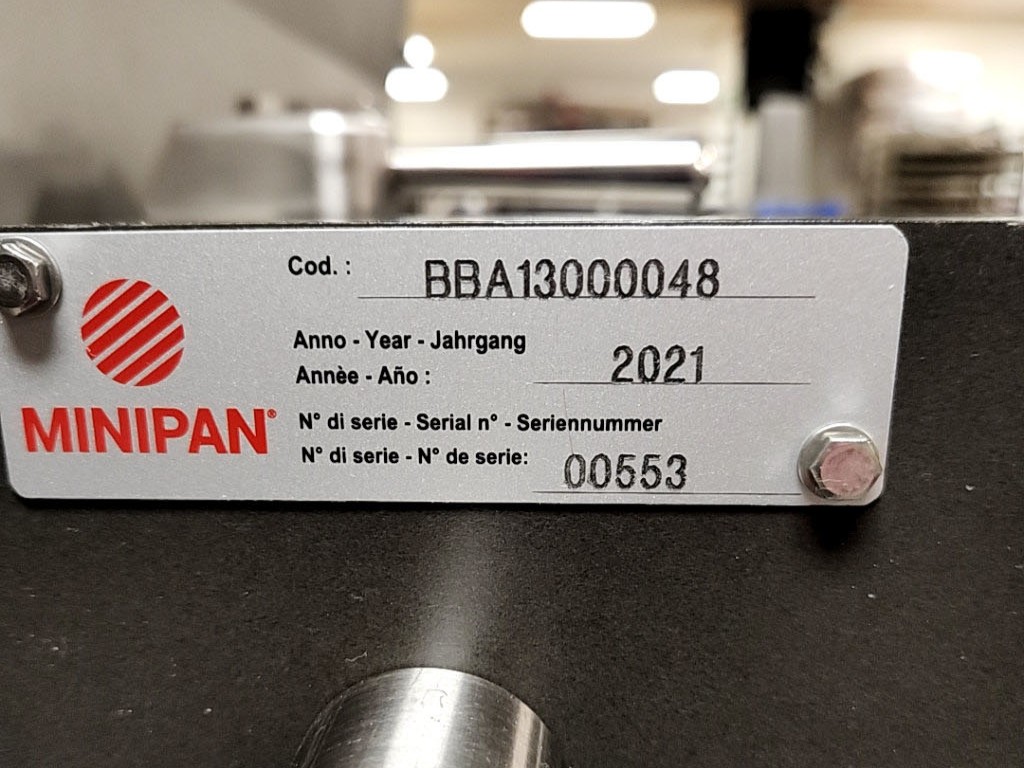 Cod. : BBA13000048
Anno - Year - Jahrgang
Annèe - Año : 2021
MINIPAN®
N° di serie - Serial n° - Seriennummer
N° di serie - N° de serie: 00553